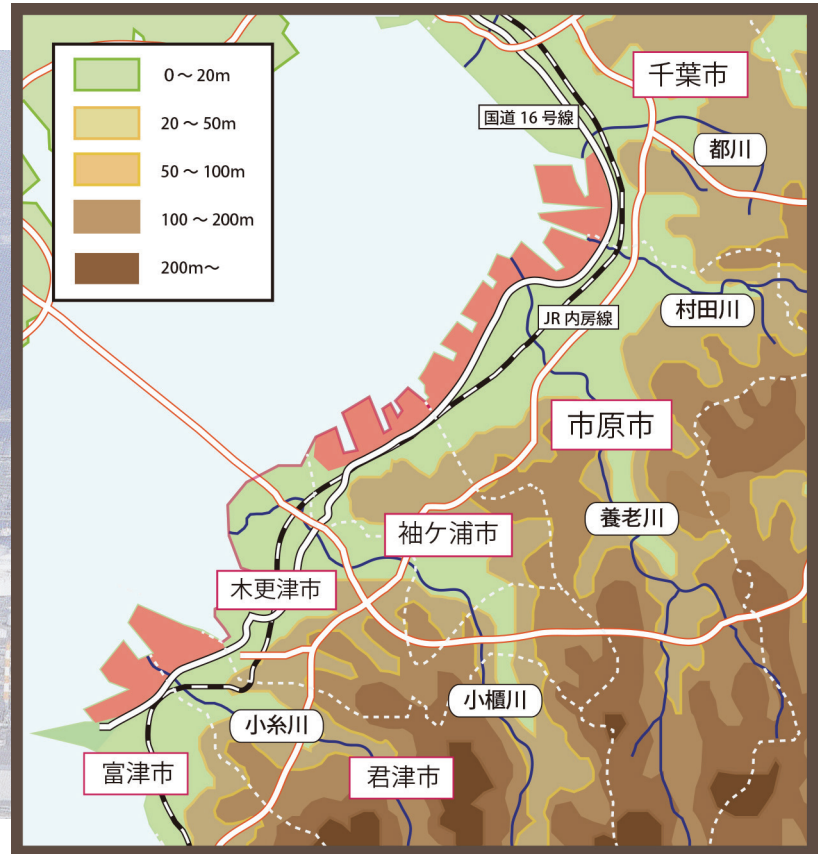 0～20m
20～50m
50～100m
100～200m
200m～
千葉市
国道16号線
都川
村田川
JR内房線
市原市
養老川
袖ケ浦市
木更津市
小櫃川
小糸川
富津市
君津市